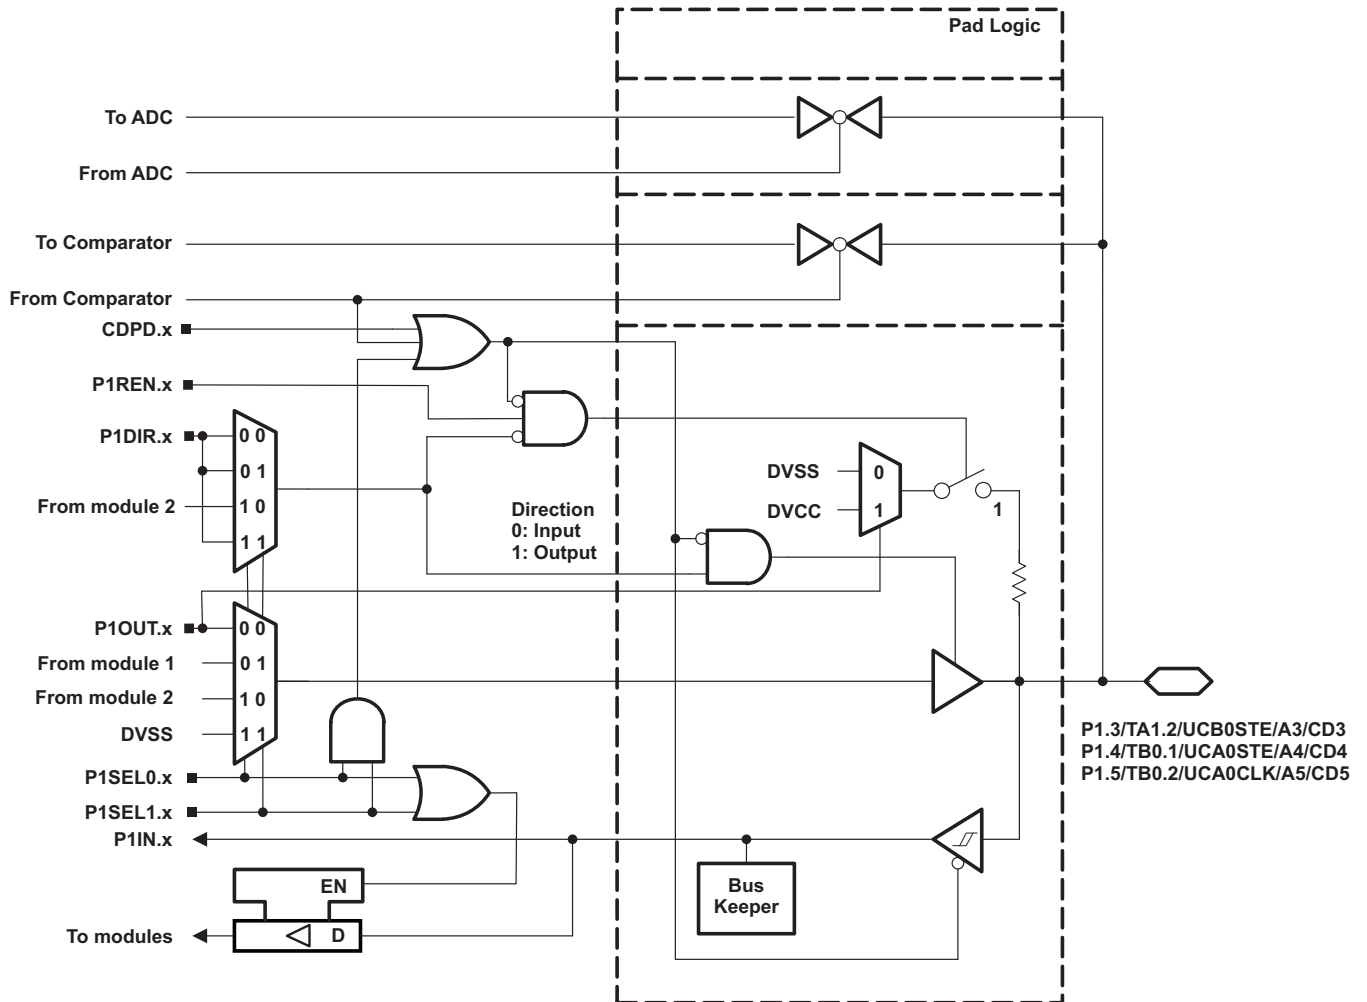 Pad Logic
To ADC
From ADC
To Comparator
From Comparator
CDPD.x
P1REN.x
P1DIR.x
0 0
0 1
From module 2
1 0
1 1
Direction
0: Input
1: Output
DVSS
0
DVCC
1
1
P1OUT.x
0 0
From module 1
0 1
From module 2
1 0
DVSS
1 1
P1SEL0.x
P1SEL1.x
P1IN.x
EN
To modules
D
Bus
Keeper
P1.3/TA1.2/UCB0STE/A3/CD3
P1.4/TB0.1/UCA0STE/A4/CD4
P1.5/TB0.2/UCA0CLK/A5/CD5